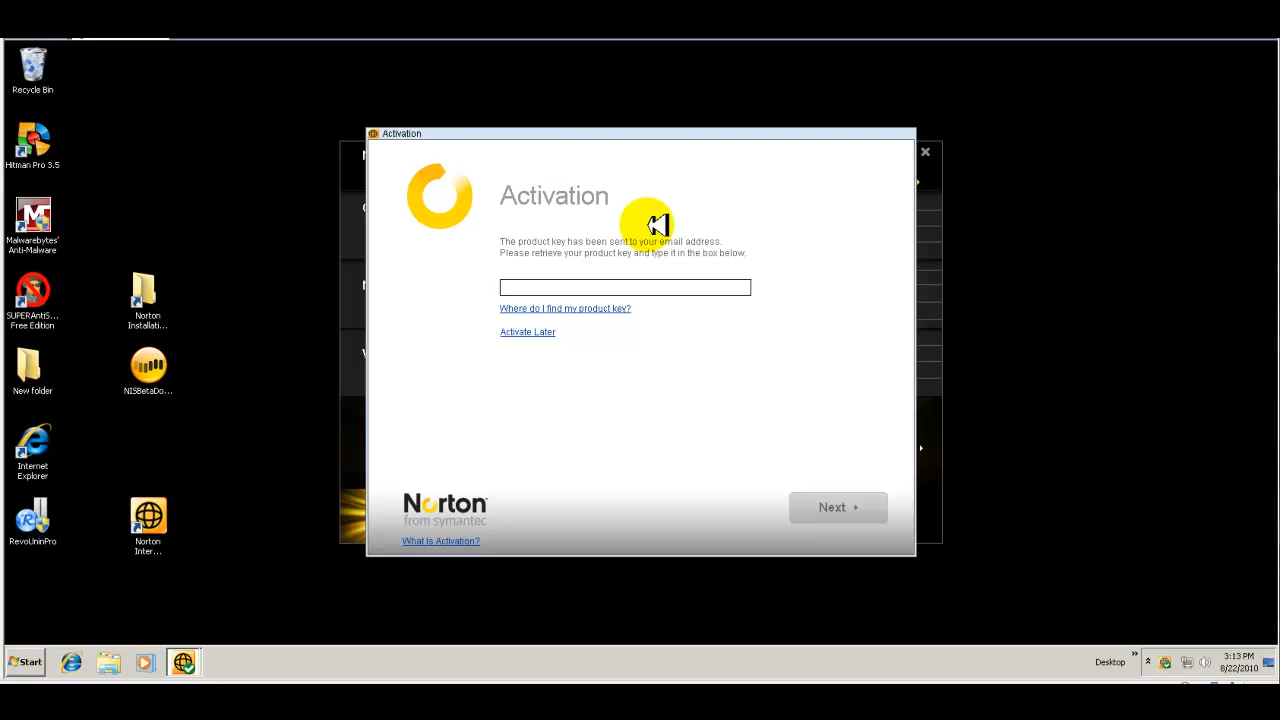 Recycle Bin
Hitman Pro 3.5
Malwarebytes'
Anti-Malware
SUPERAntiS...
Free Edition
Norton
Installati...
New folder
NISBetaDo...
Internet
Explorer
RevoUninPro
Norton
Inter...
Activation
Activation
The product key has been sent to your email address.
Please retrieve your product key and type it in the box below.
Where do I find my product key?
Activate Later
Norton
from symantec
Next
What Is Activation?
Start
Desktop
3:13 PM
8/22/2010